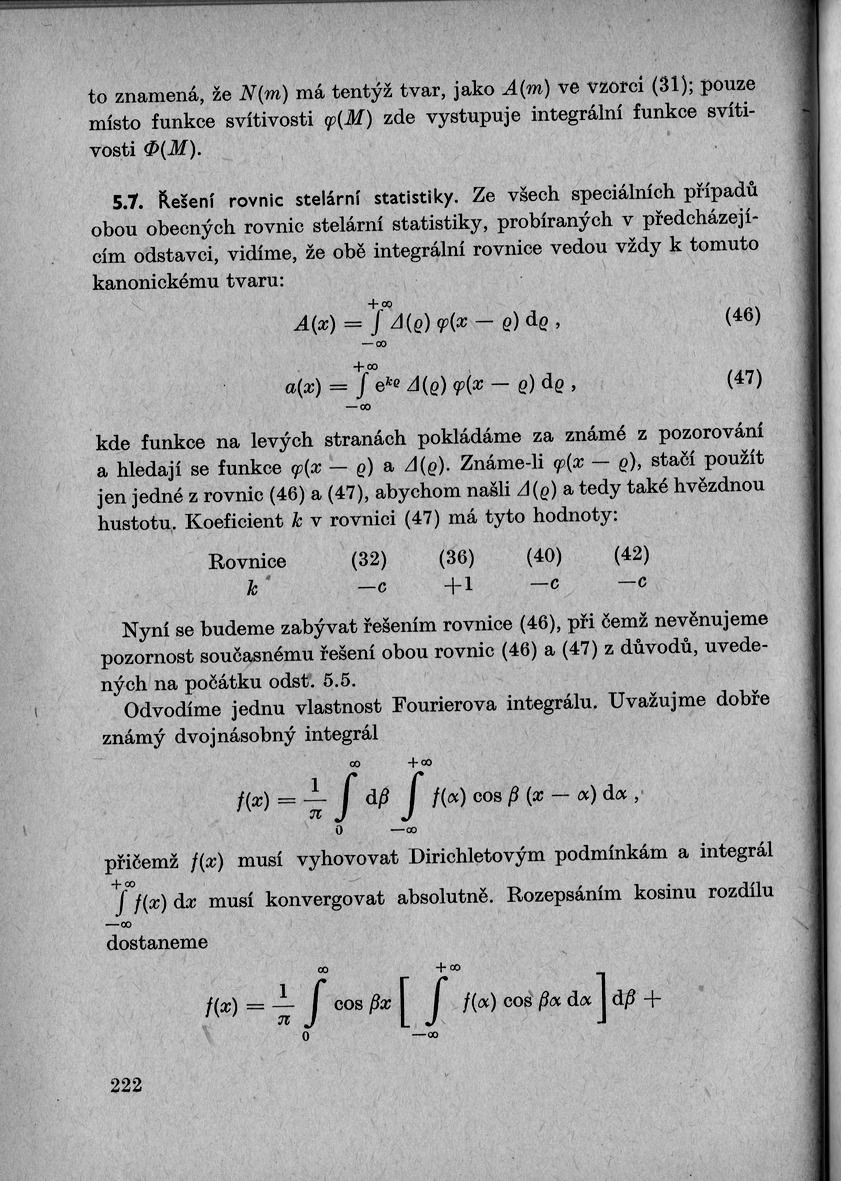 to znamená, že N(m) má tentýž tvar, jako A(m) ve vzorci (31); pouze
místo funkce svítivosti φ(M) zde vystupuje integrální funkce svíti-
vosti Φ(M).
5.7. Řešení rovnic stelární statistiky. Ze všech speciálních případů
obou obecných rovnic stelární statistiky, probíraných v předcházejí-
cím odstavci, vidíme, že obě integrální rovnice vedou vždy k tomuto
kanonickému tvaru:
A(x) = ∫_{—∞}^{+∞} Δ(ϱ) φ(x — ϱ) dϱ , (46)
a(x) = ∫_{—∞}^{+∞} e^{kϱ} Δ(ϱ) φ(x — ϱ) dϱ , (47)
kde funkce na levých stranách pokládáme za známé z pozorování
a hledají se funkce φ(x — ϱ) a Δ(ϱ). Známe-li φ(x — ϱ), stačí použít
jen jedné z rovnic (46) a (47), abychom našli Δ(ϱ) a tedy také hvězdnou
hustotu. Koeficient k v rovnici (47) má tyto hodnoty:
Rovnice (32) (36) (40) (42)
k —c +1 —c —c
Nyní se budeme zabývat řešením rovnice (46), při čemž nevěnujeme
pozornost současnému řešení obou rovnic (46) a (47) z důvodů, uvede-
ných na počátku odst. 5.5.
Odvodíme jednu vlastnost Fourierova integrálu. Uvažujme dobře
známý dvojnásobný integrál
f(x) = 1/π ∫_{0}^{∞} dβ ∫_{—∞}^{+∞} f(α) cos β (x — α) dα ,
přičemž f(x) musí vyhovovat Dirichletovým podmínkám a integrál
∫_{—∞}^{+∞} f(x) dx musí konvergovat absolutně. Rozepsáním kosinu rozdílu
dostaneme
f(x) = 1/π ∫_{0}^{∞} cos βx [ ∫_{—∞}^{+∞} f(α) cos βα dα ] dβ +
222